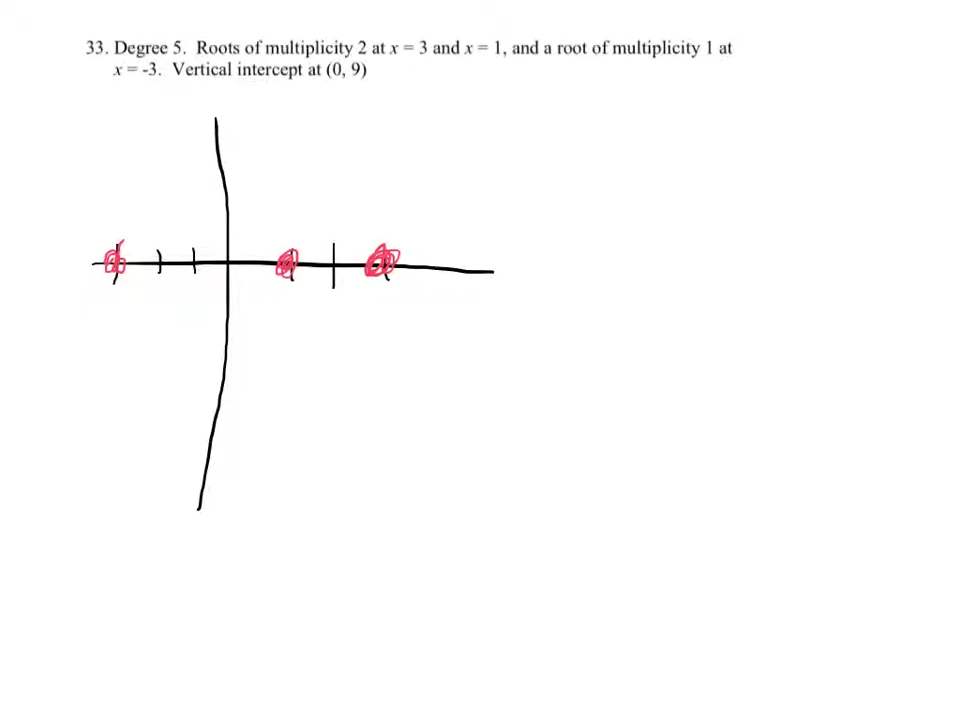 33. Degree 5. Roots of multiplicity 2 at x = 3 and x = 1, and a root of multiplicity 1 at
x = -3. Vertical intercept at (0, 9)